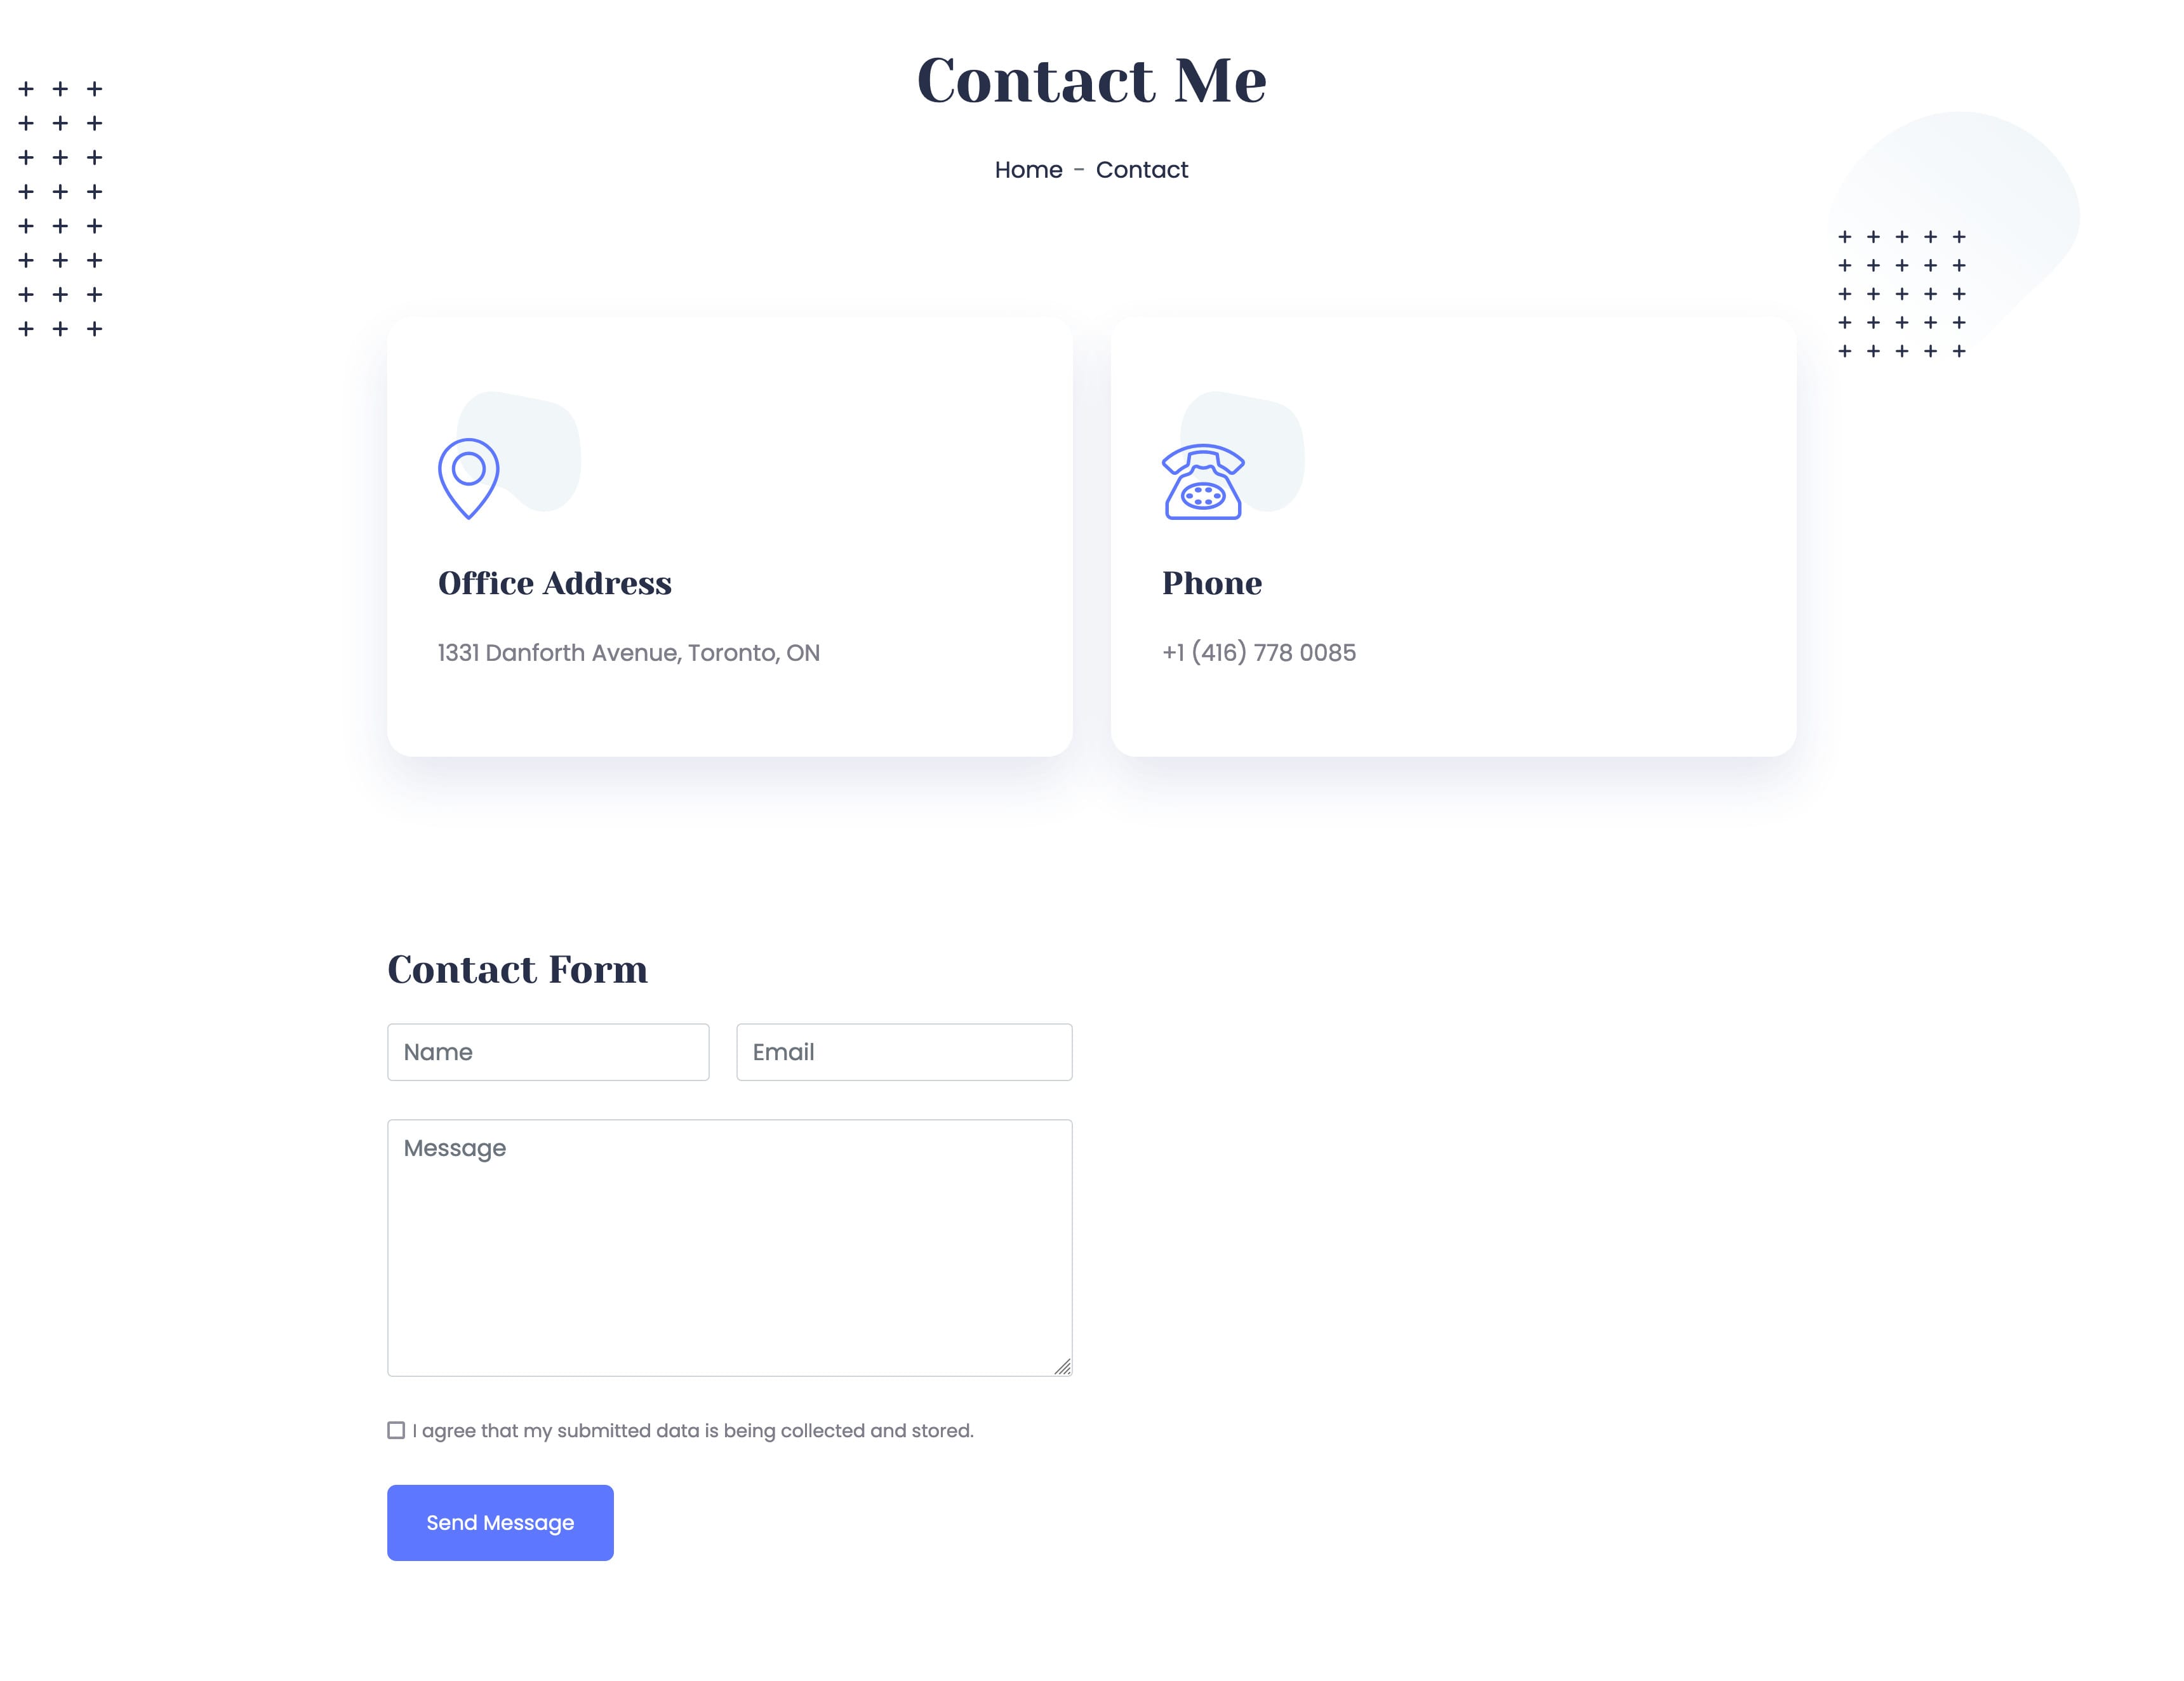 Contact Me
Home - Contact
Office Address
1331 Danforth Avenue, Toronto, ON
Phone
+1 (416) 778 0085
Contact Form
Name
Email
Message
I agree that my submitted data is being collected and stored.
Send Message